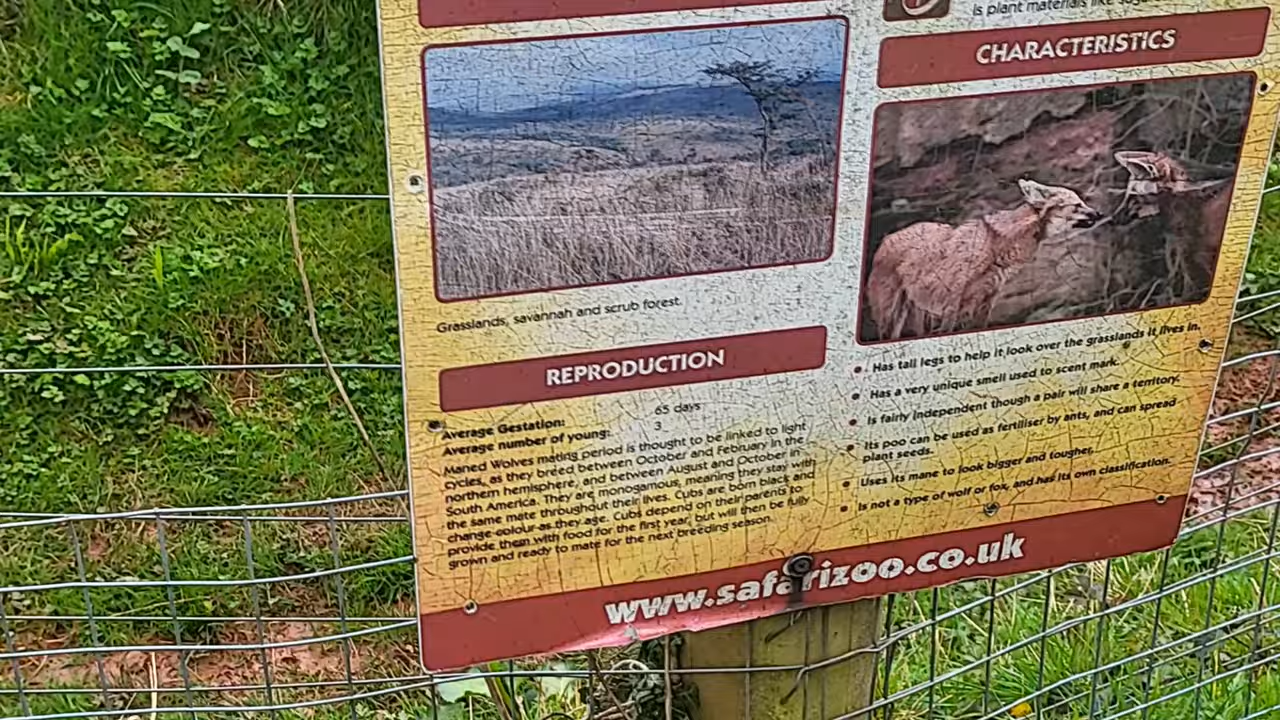 Grasslands, savannah and scrub forest.
REPRODUCTION
Average Gestation: 65 days
Average number of young: 3
Maned Wolves mating period is thought to be linked to light
cycles, as they breed between October and February in the
northern hemisphere, and between August and October in
South America. They are monogamous, meaning they stay with
the same mate throughout their lives. Cubs are born black and
change colour as they age. Cubs depend on their parents to
provide them with food for the first year, but will then be fully
grown and ready to mate for the next breeding season.
is plant materials like
CHARACTERISTICS
• Has tall legs to help it look over the grasslands it lives in.
• Has a very unique smell used to scent mark.
• Is fairly independent though a pair will share a territory.
• Its poo can be used as fertiliser by ants, and can spread
plant seeds.
• Uses its mane to look bigger and tougher.
• Is not a type of wolf or fox, and has its own classification.
www.safarizoo.co.uk